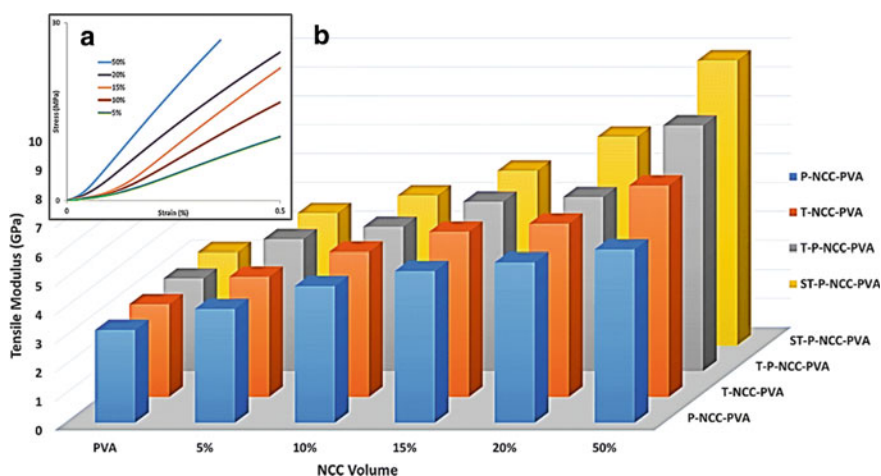 30
a
50%
20%
15%
10%
5%
Stress (MPa)
0
0
Strain (%)
0.5
b
10
9
8
7
6
5
4
3
2
1
0
Tensile Modulus (GPa)
PVA
5%
10%
15%
20%
50%
NCC Volume
P-NCC-PVA
T-NCC-PVA
T-P-NCC-PVA
ST-P-NCC-PVA
ST-P-NCC-PVA
T-P-NCC-PVA
T-NCC-PVA
P-NCC-PVA